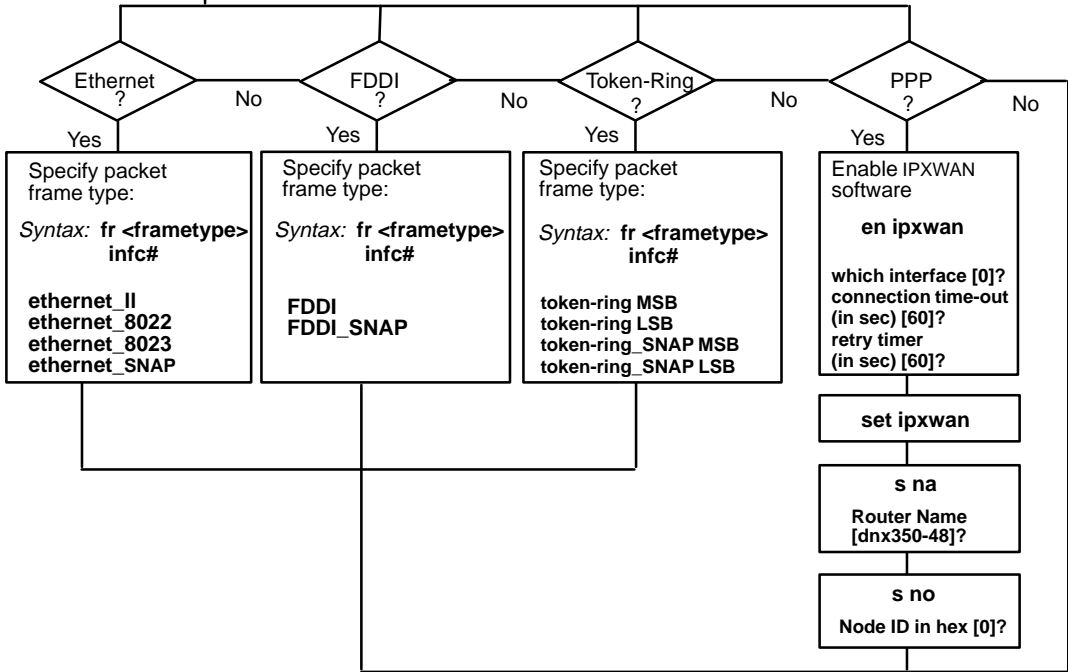 Ethernet
?
No
Yes
FDDI
?
No
Yes
Token-Ring
?
No
Yes
PPP
?
No
Yes
Specify packet
frame type:
Syntax: fr <frametype>
infc#
ethernet_II
ethernet_8022
ethernet_8023
ethernet_SNAP
Specify packet
frame type:
Syntax: fr <frametype>
infc#
FDDI
FDDI_SNAP
Specify packet
frame type:
Syntax: fr <frametype>
infc#
token-ring MSB
token-ring LSB
token-ring_SNAP MSB
token-ring_SNAP LSB
Enable IPXWAN
software
en ipxwan
which interface [0]?
connection time-out
(in sec) [60]?
retry timer
(in sec) [60]?
set ipxwan
s na
Router Name
[dnx350-48]?
s no
Node ID in hex [0]?